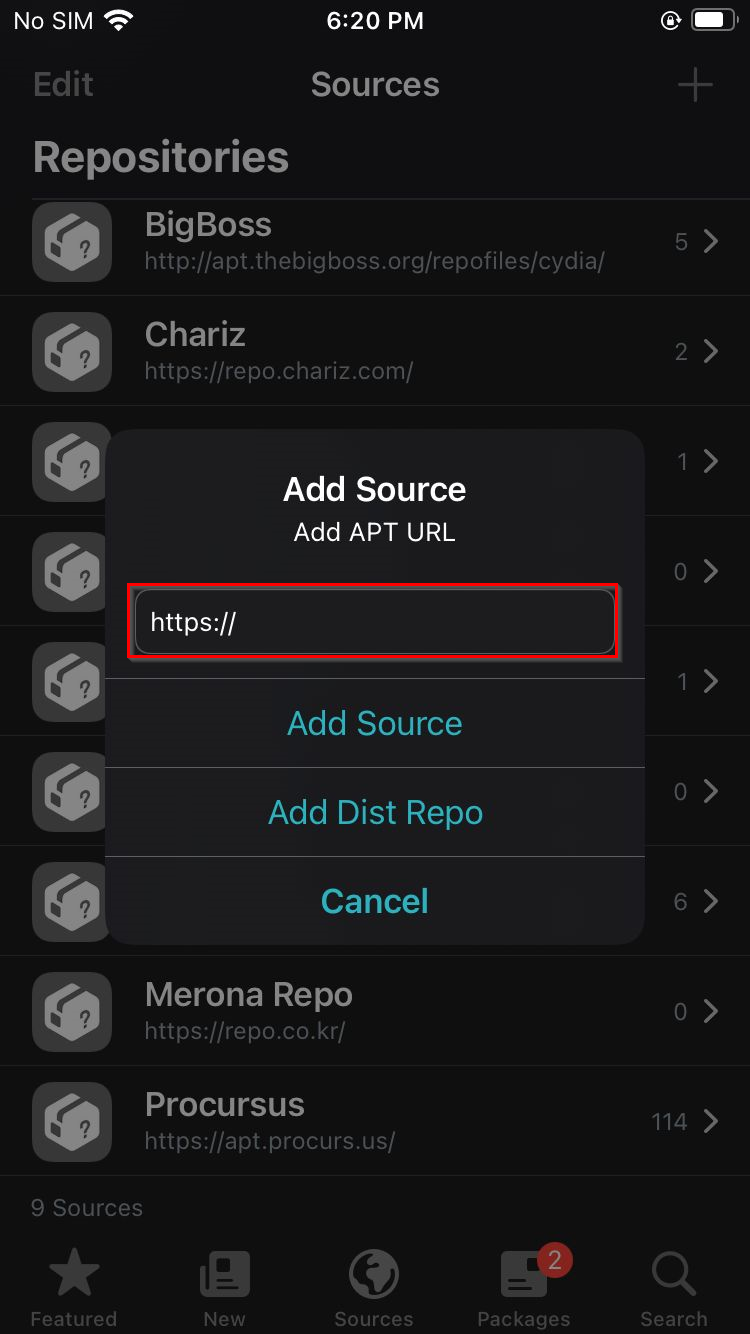 No SIM 6:20 PM
Edit Sources
Repositories
BigBoss
http://apt.thebigboss.org/repofiles/cydia/
5
Chariz
https://repo.chariz.com/
2
1
Add Source
Add APT URL
0
https://
1
Add Source
0
Add Dist Repo
6
Cancel
Merona Repo
https://repo.co.kr/
0
Procursus
https://apt.procurs.us/
114
9 Sources
2
Featured New Sources Packages Search